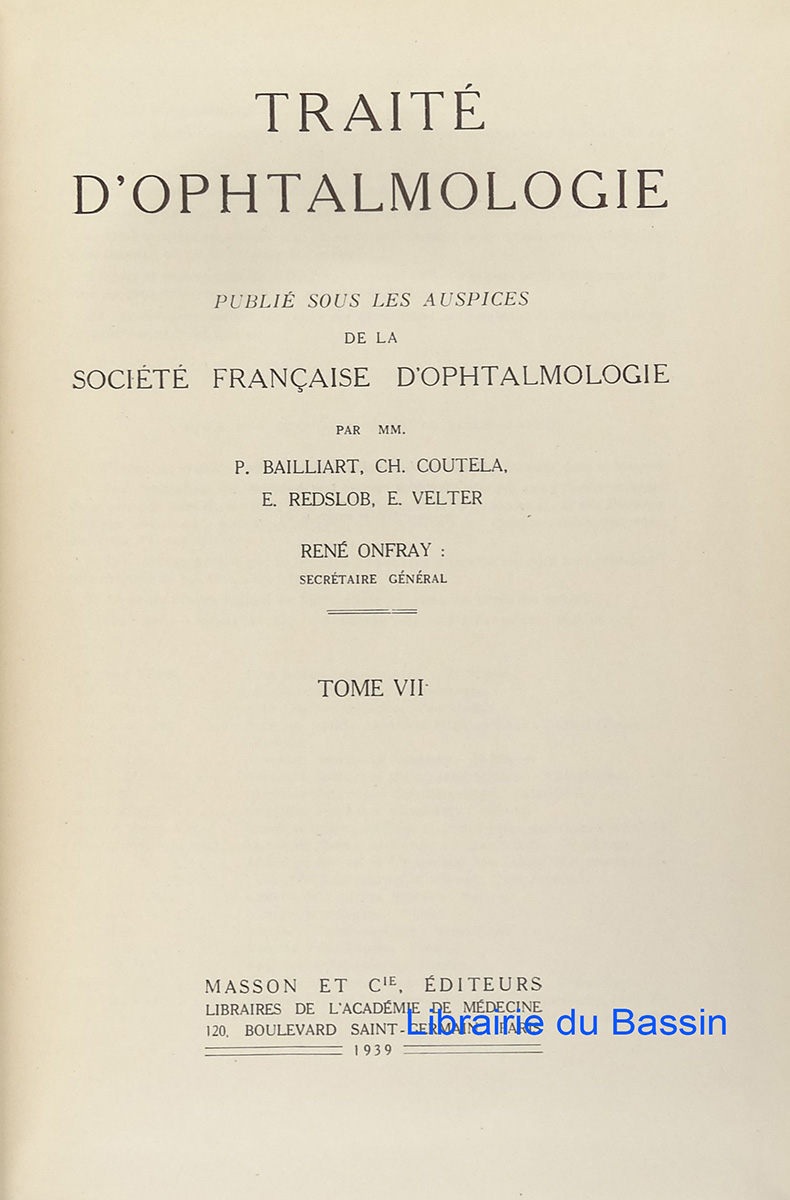 TRAITÉ
D'OPHTALMOLOGIE
PUBLIÉ SOUS LES AUSPICES
DE LA
SOCIÉTÉ FRANÇAISE D'OPHTALMOLOGIE
PAR MM.
P. BAILLIART, CH. COUTELA,
E. REDSLOB, E. VELTER
RENÉ ONFRAY :
SECRÉTAIRE GÉNÉRAL
TOME VII
MASSON ET CIE, ÉDITEURS
LIBRAIRES DE L'ACADÉMIE DE MÉDECINE
120, BOULEVARD SAINT-GERMAIN, PARIS
1939
Librairie du Bassin